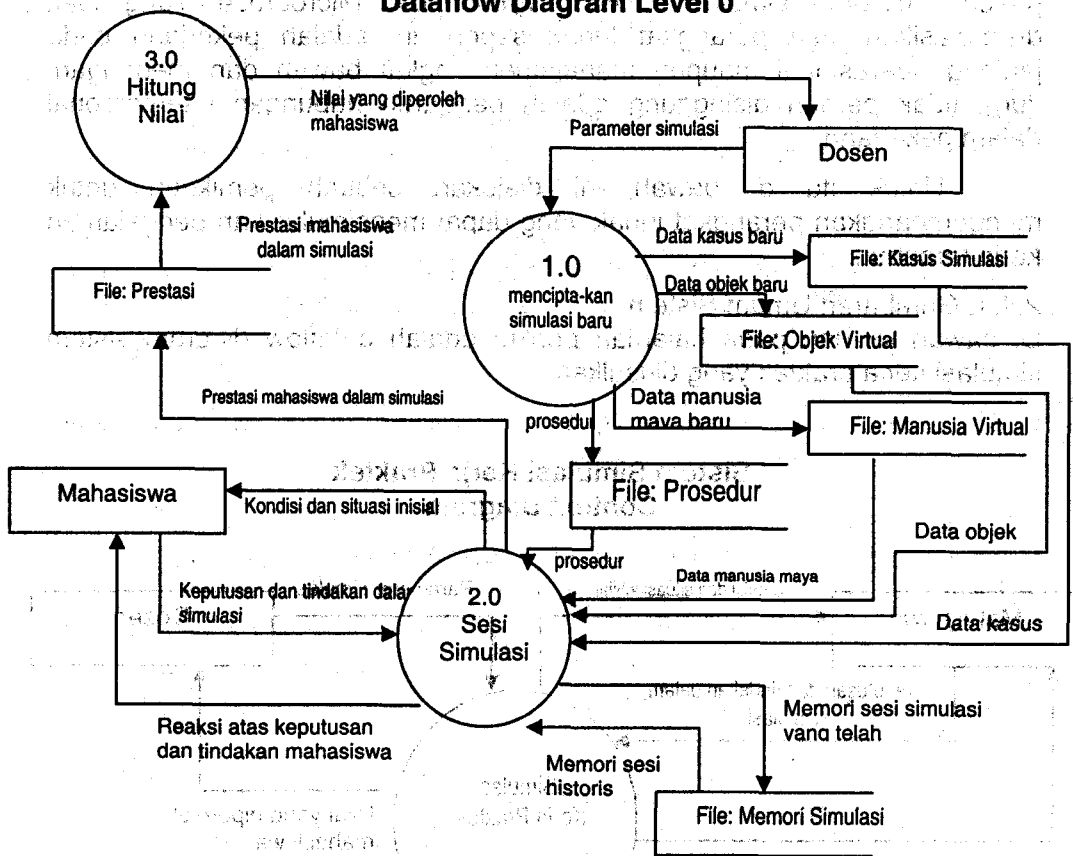 Dataflow Diagram Level 0
3.0
Hitung
Nilai
Nilai yang diperoleh
mahasiswa
Parameter simulasi
Dosen
Prestasi mahasiswa
dalam simulasi
File: Prestasi
1.0
mencipta-kan
simulasi baru
Data kasus baru
File: Kasus Simulasi
Data objek baru
File: Objek Virtual
Prestasi mahasiswa dalam simulasi
prosedur
Data manusia
maya baru
File: Manusia Virtual
Mahasiswa
Kondisi dan situasi inisial
File: Prosedur
Data objek
prosedur
Data manusia maya
Keputusan dan tindakan dalam
simulasi
2.0
Sesi
Simulasi
Data kasus
Reaksi atas keputusan
dan tindakan mahasiswa
Memori sesi simulasi
yang telah
Memori sesi
historis
File: Memori Simulasi